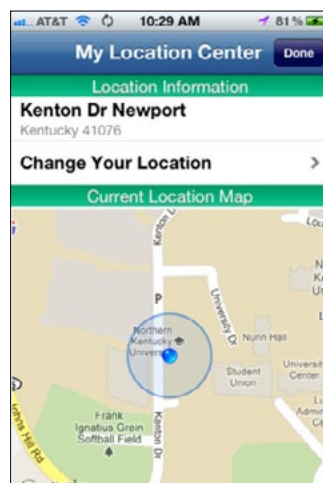 AT&T 10:29 AM 81%
My Location Center Done
Location Information
Kenton Dr Newport
Kentucky 41076
Change Your Location
Current Location Map
Kenton
P
University Dr
Northern
Kentucky
Univers
Nunn Hall
Student
Union
University
Center
Frank
Ignatius Grein
Softball Field
Kenton Dr
Johns Hill Rd